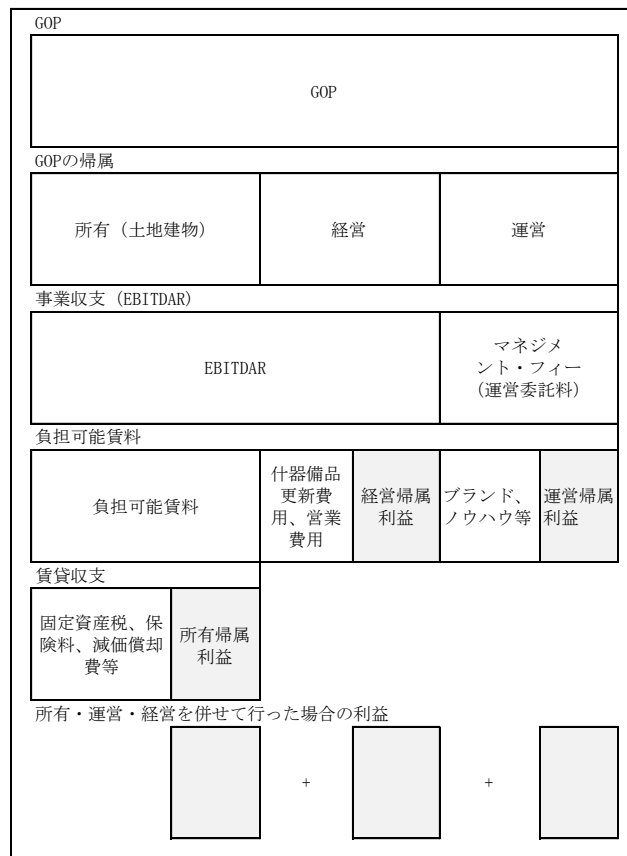 GOP
GOP
GOPの帰属
所有（土地建物）
経営
運営
事業収支（EBITDAR）
EBITDAR
マネジメ
ント・フィー
(運営委託料)
負担可能賃料
負担可能賃料
什器備品
更新費
用、営業
費用
経営帰属
利益
ブランド、
ノウハウ等
運営帰属
利益
賃貸収支
固定資産税、保
険料、減価償却
費等
所有帰属
利益
所有・運営・経営を併せて行った場合の利益
+
+